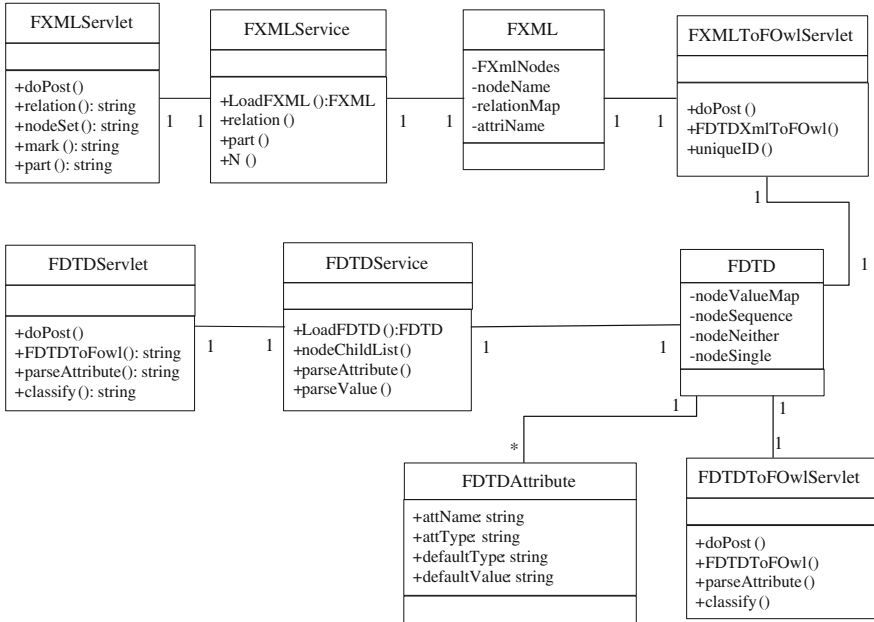 FXMLServlet
+doPost()
+relation(): string
+nodeSet(): string
+mark(): string
+part(): string
1
1
FXMLService
+LoadFXML():FXML
+relation()
+part()
+N()
1
1
FXML
-FXmlNodes
-nodeName
-relationMap
-attriName
1
1
FXMLToFOwlServlet
+doPost()
+FDTDXmlToFOwl()
+uniqueID()
1
1
FDTDServlet
+doPost()
+FDTDToFowl(): string
+parseAttribute(): string
+classify(): string
1
1
FDTDService
+LoadFDTD():FDTD
+nodeChildList()
+parseAttribute()
+parseValue()
1
1
FDTD
-nodeValueMap
-nodeSequence
-nodeNeither
-nodeSingle
1
*
1
1
FDTDAttribute
+attName: string
+attType: string
+defaultType: string
+defaultValue: string
FDTDToFOwlServlet
+doPost()
+FDTDToFOwl()
+parseAttribute()
+classify()